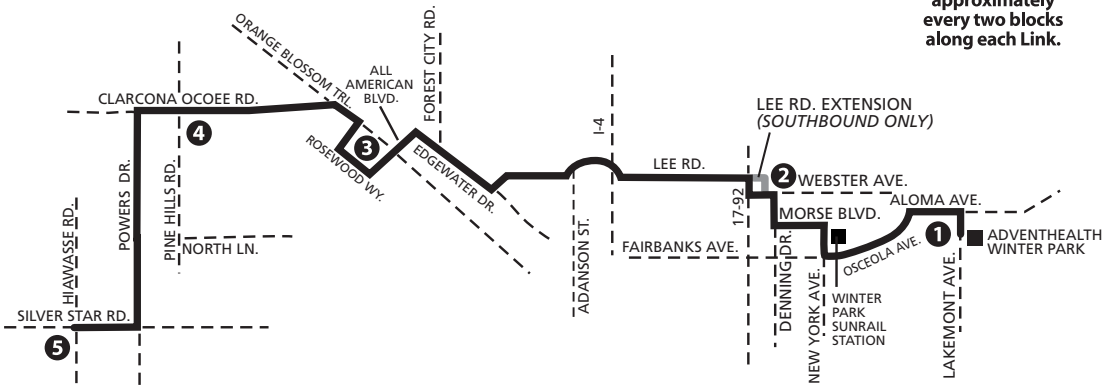 approximately
every two blocks
along each Link.
ORANGE BLOSSOM TRL.
FOREST CITY RD.
ALL
AMERICAN
BLVD.
CLARCONA OCOEE RD.
4
3
ROSEWOOD WY.
EDGEWATER DR.
I-4
LEE RD. EXTENSION
(SOUTHBOUND ONLY)
LEE RD.
2
WEBSTER AVE.
17-92
ALOMA AVE.
MORSE BLVD.
1
ADVENTHEALTH
WINTER PARK
POWERS DR.
PINE HILLS RD.
NORTH LN.
HIAWASSE RD.
FAIRBANKS AVE.
OSCEOLA AVE.
ADANSON ST.
DENNING DR.
NEW YORK AVE.
WINTER
PARK
SUNRAIL
STATION
LAKEMONT AVE.
SILVER STAR RD.
5